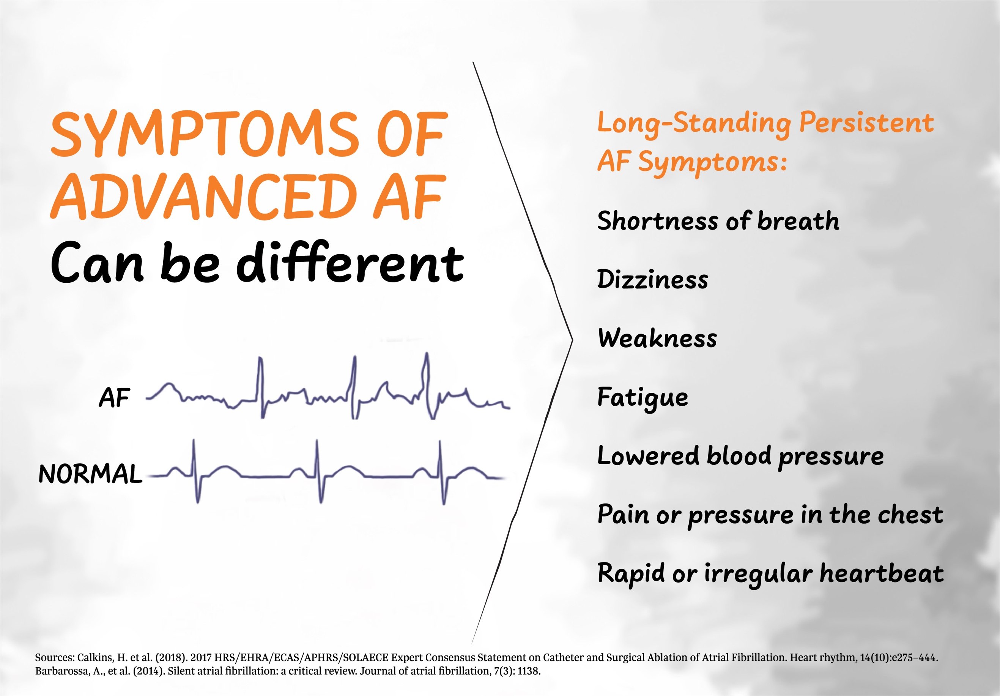 SYMPTOMS OF
ADVANCED AF
Can be different
AF
NORMAL
Long-Standing Persistent
AF Symptoms:
Shortness of breath
Dizziness
Weakness
Fatigue
Lowered blood pressure
Pain or pressure in the chest
Rapid or irregular heartbeat
Sources: Calkins, H. et al. (2018). 2017 HRS/EHRA/ECAS/APHRS/SOLAECE Expert Consensus Statement on Catheter and Surgical Ablation of Atrial Fibrillation. Heart rhythm, 14(10):e275–444.
Barbarossa, A., et al. (2014). Silent atrial fibrillation: a critical review. Journal of atrial fibrillation, 7(3): 1138.